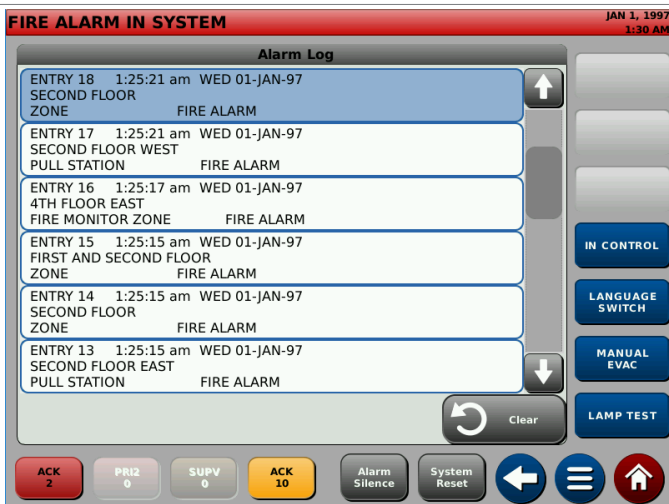 FIRE ALARM IN SYSTEM
JAN 1, 1997
1:30 AM
Alarm Log
ENTRY 18 1:25:21 am WED 01-JAN-97
SECOND FLOOR
ZONE FIRE ALARM
ENTRY 17 1:25:21 am WED 01-JAN-97
SECOND FLOOR WEST
PULL STATION FIRE ALARM
ENTRY 16 1:25:17 am WED 01-JAN-97
4TH FLOOR EAST
FIRE MONITOR ZONE FIRE ALARM
ENTRY 15 1:25:15 am WED 01-JAN-97
FIRST AND SECOND FLOOR
ZONE FIRE ALARM
ENTRY 14 1:25:15 am WED 01-JAN-97
SECOND FLOOR
ZONE FIRE ALARM
ENTRY 13 1:25:15 am WED 01-JAN-97
SECOND FLOOR EAST
PULL STATION FIRE ALARM
Clear
IN CONTROL
LANGUAGE
SWITCH
MANUAL
EVAC
LAMP TEST
ACK
2
PRI2
0
SUPV
0
ACK
10
Alarm
Silence
System
Reset